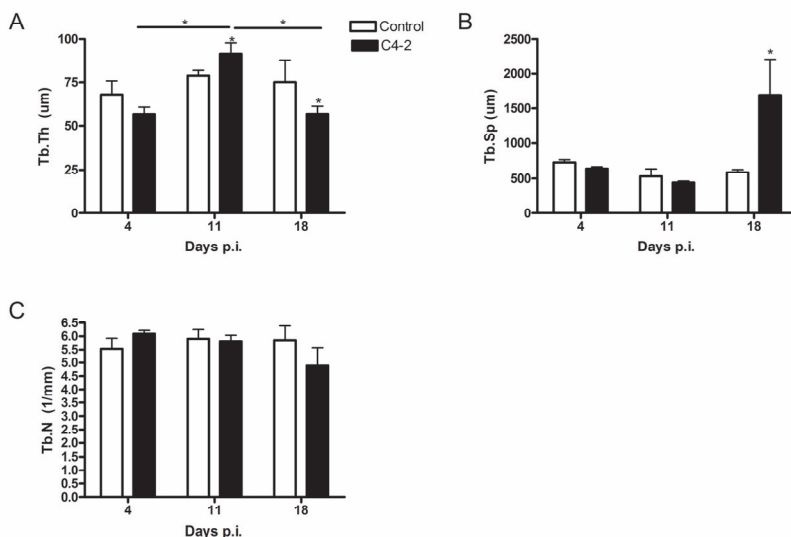 A
* *
Control
C4-2
Tb.Th (um)
100
75
50
25
0
*
*
4 11 18
Days p.i.
B
Tb.Sp (um)
2500
2000
1500
1000
500
0
*
4 11 18
Days p.i.
C
Tb.N (1/mm)
6.5
6.0
5.5
5.0
4.5
4.0
3.5
3.0
2.5
2.0
1.5
1.0
0.5
0.0
4 11 18
Days p.i.